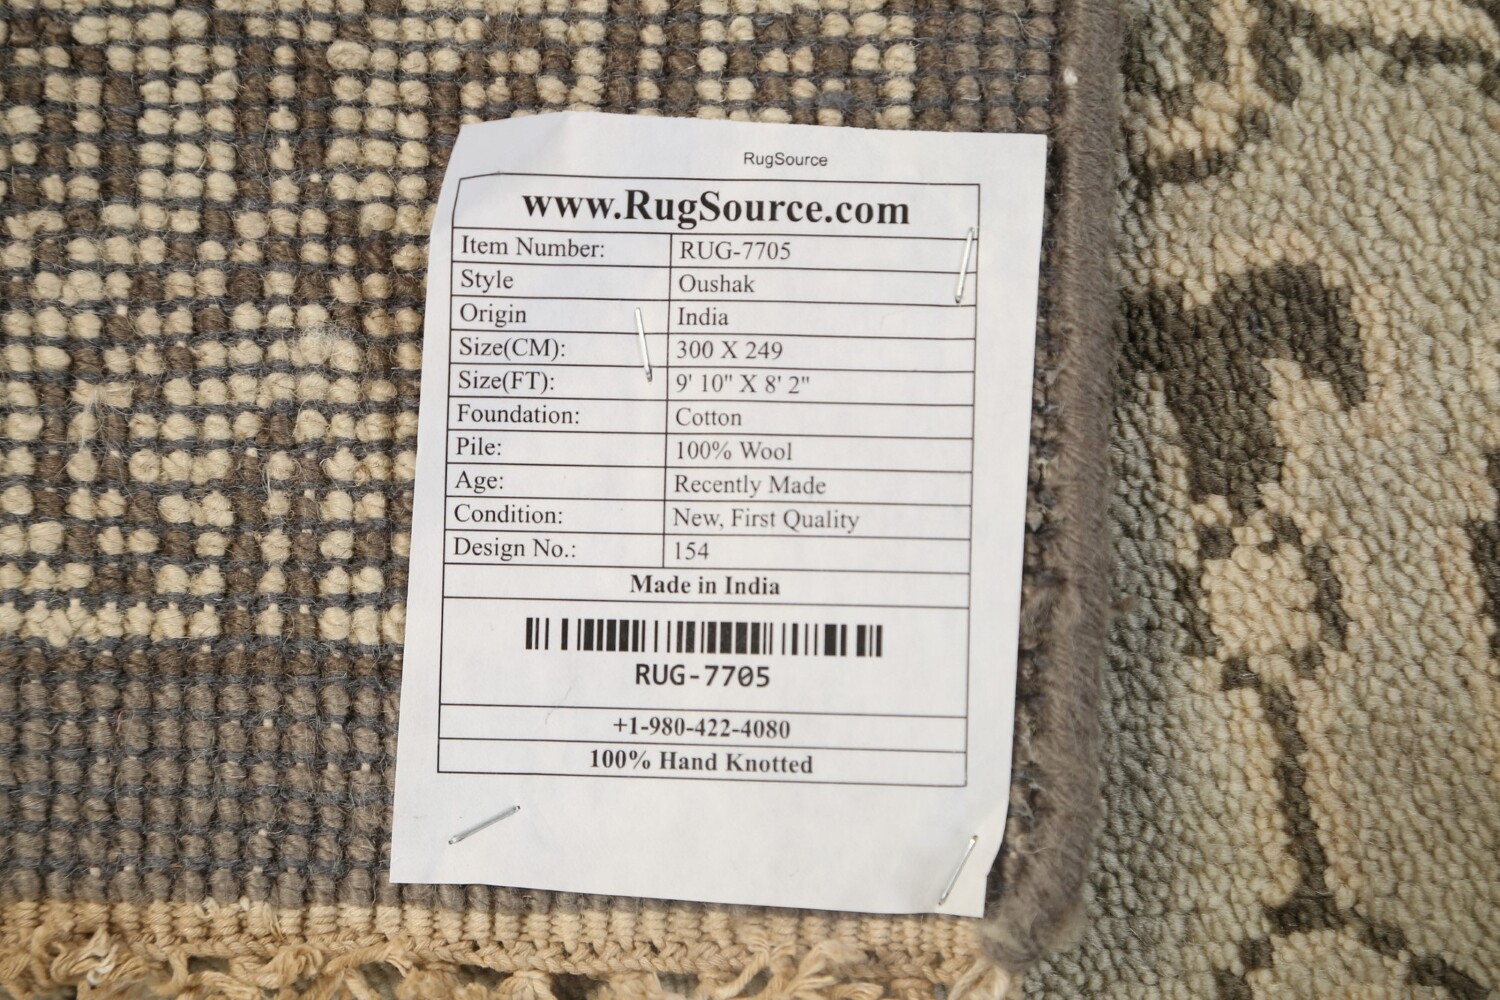 RugSource
www.RugSource.com
Item Number: RUG-7705
Style Oushak
Origin India
Size(CM): 300 X 249
Size(FT): 9' 10" X 8' 2"
Foundation: Cotton
Pile: 100% Wool
Age: Recently Made
Condition: New, First Quality
Design No.: 154
Made in India
RUG-7705
+1-980-422-4080
100% Hand Knotted